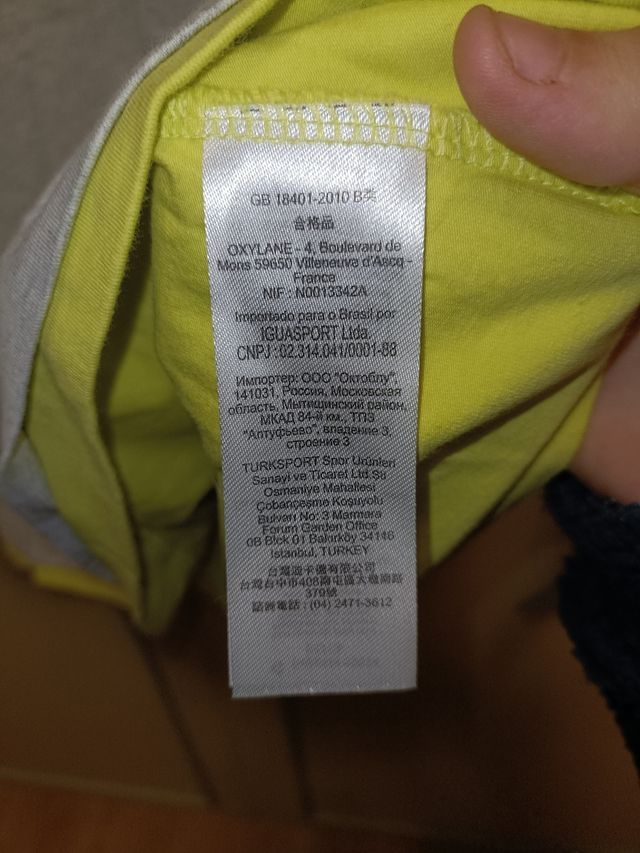 GB 18401-2010 B类
合格品
OXYLANE - 4, Boulevard de
Mons 59650 Villeneuva d'Ascq -
France
NIF : N0013342A
Importado para o Brasil por
IGUASPORT Ltda,
CNPJ : 02.314.041/0001-88
Импортер: ООО "Октоблу",
141031, Россия, Московская
область, Мытищинский район,
МКАД 84-й км., ТПЗ
"Алтуфьево", владение 3,
строение 3
TURKSPORT Spor Urünleri
Sanayi ve Ticaret Ltd.Sti
Osmaniye Mahallesi
Çobançeşme Koşuyolu
Bulvarı No: 3 Marmara
Forum Garden Office
0B Blok 01 Bakırköy 34146
Istanbul, TURKEY
台灣迪卡儂有限公司
台灣台中市408南屯區大墩南路
379號
諮詢電話 : (04) 2471-3612